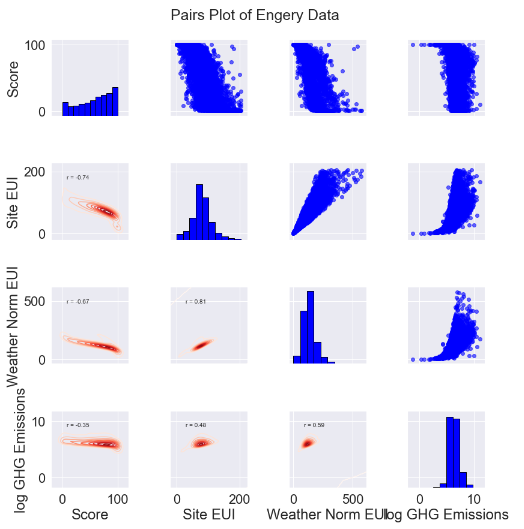 Pairs Plot of Engery Data
100
0
Score
200
0
Site EUI
r = -0.74
500
0
Weather Norm EUI
r = -0.67
r = 0.81
10
0
log GHG Emissions
r = -0.35
r = 0.48
r = 0.59
0 100
0 200
0 500
0 10
Score
Site EUI
Weather Norm EUI
log GHG Emissions